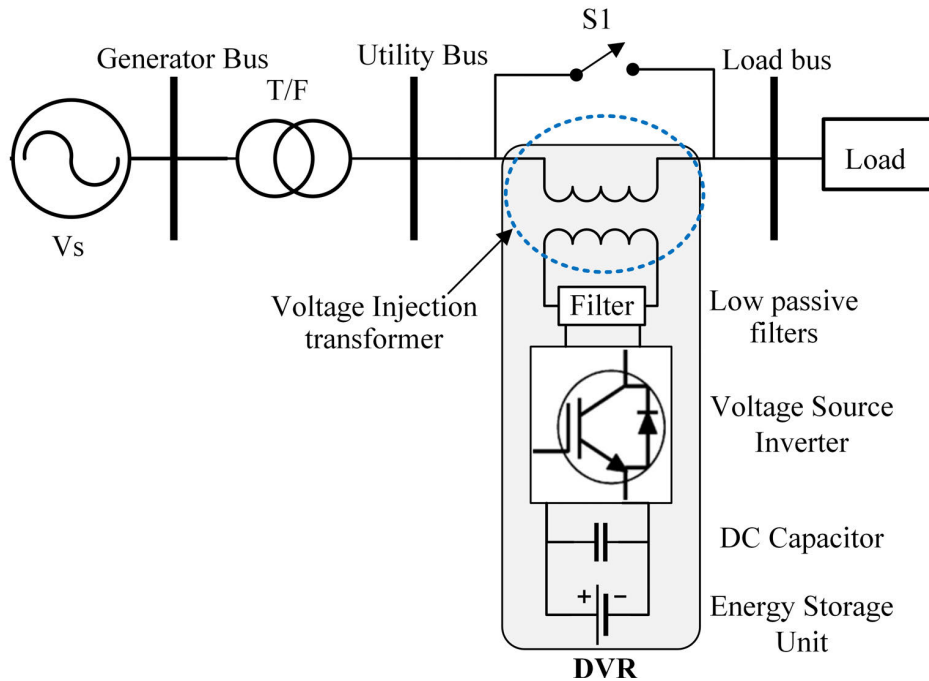 S1
Generator Bus
Utility Bus
Load bus
T/F
Load
Vs
Voltage Injection
transformer
Filter
Low passive
filters
Voltage Source
Inverter
DC Capacitor
+ −
Energy Storage
Unit
DVR